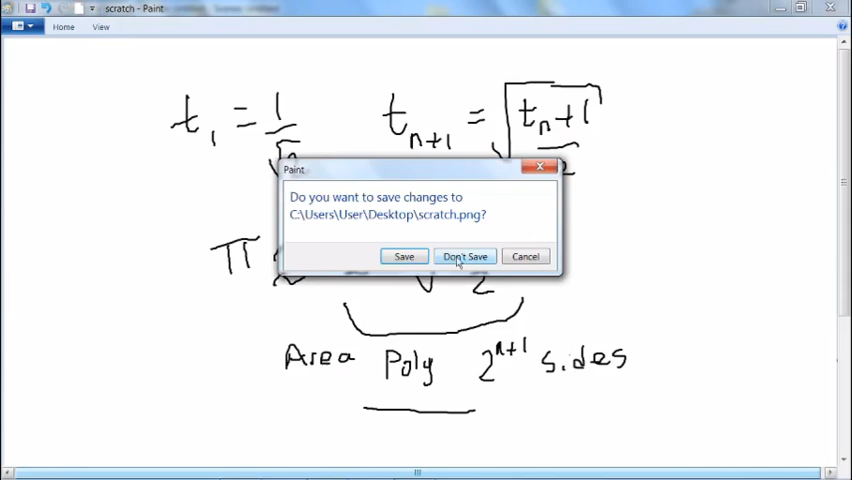 scratch - Paint
Home View
t₁ = 1 tₙ₊₁ = √tₙ+1
Paint
Do you want to save changes to
C:\Users\User\Desktop\scratch.png?
Save Don't Save Cancel
π 2
Area Poly 2ⁿ⁺¹ sides